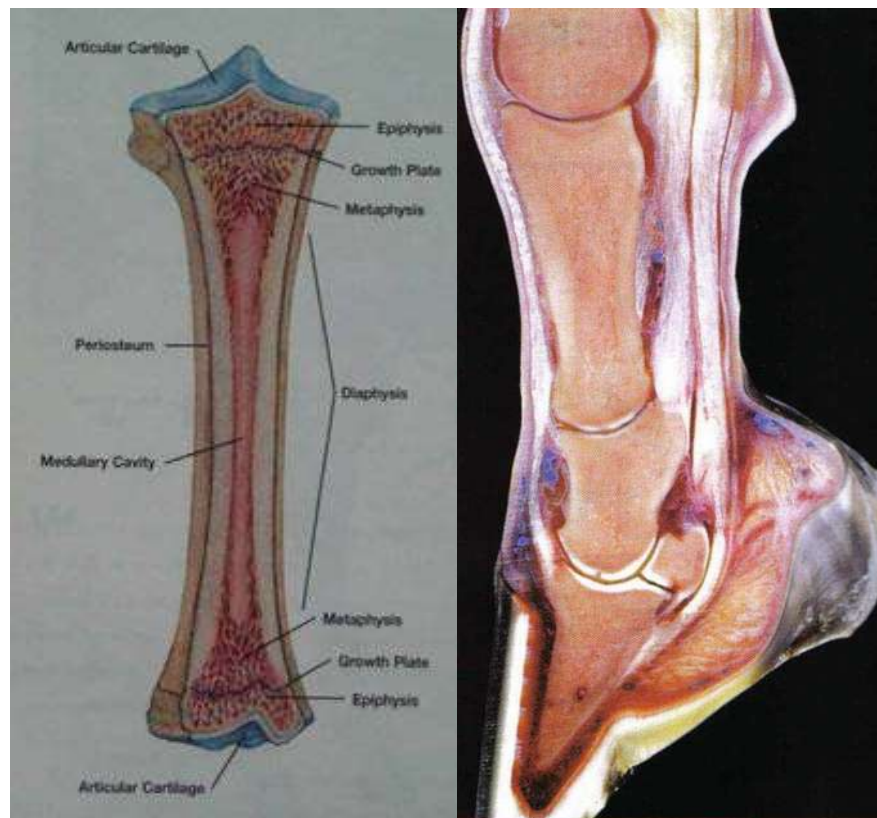 Articular Cartilage
Epiphysis
Growth Plate
Metaphysis
Periosteum
Diaphysis
Medullary Cavity
Metaphysis
Growth Plate
Epiphysis
Articular Cartilage